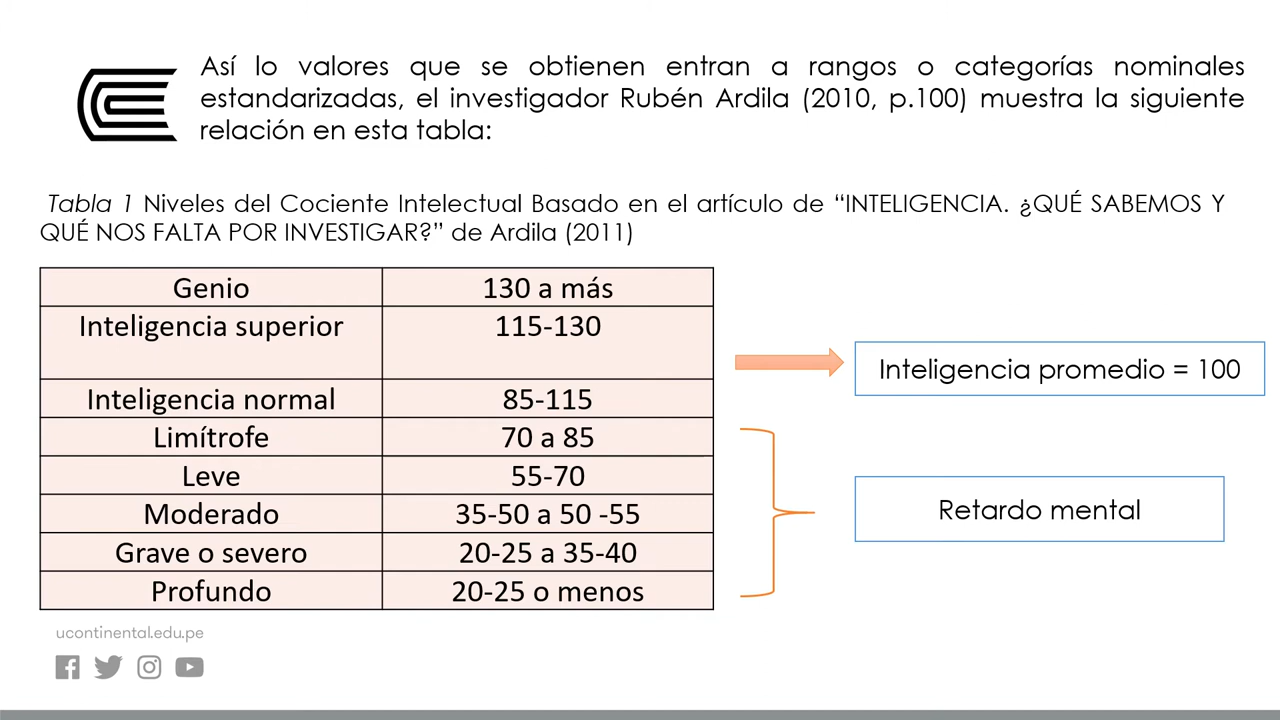 Así lo valores que se obtienen entran a rangos o categorías nominales
estandarizadas, el investigador Rubén Ardila (2010, p.100) muestra la siguiente
relación en esta tabla:
Tabla 1 Niveles del Cociente Intelectual Basado en el artículo de “INTELIGENCIA. ¿QUÉ SABEMOS Y
QUÉ NOS FALTA POR INVESTIGAR?” de Ardila (2011)
Genio 130 a más
Inteligencia superior 115-130
Inteligencia normal 85-115
Limítrofe 70 a 85
Leve 55-70
Moderado 35-50 a 50 -55
Grave o severo 20-25 a 35-40
Profundo 20-25 o menos
Inteligencia promedio = 100
Retardo mental
ucontinental.edu.pe